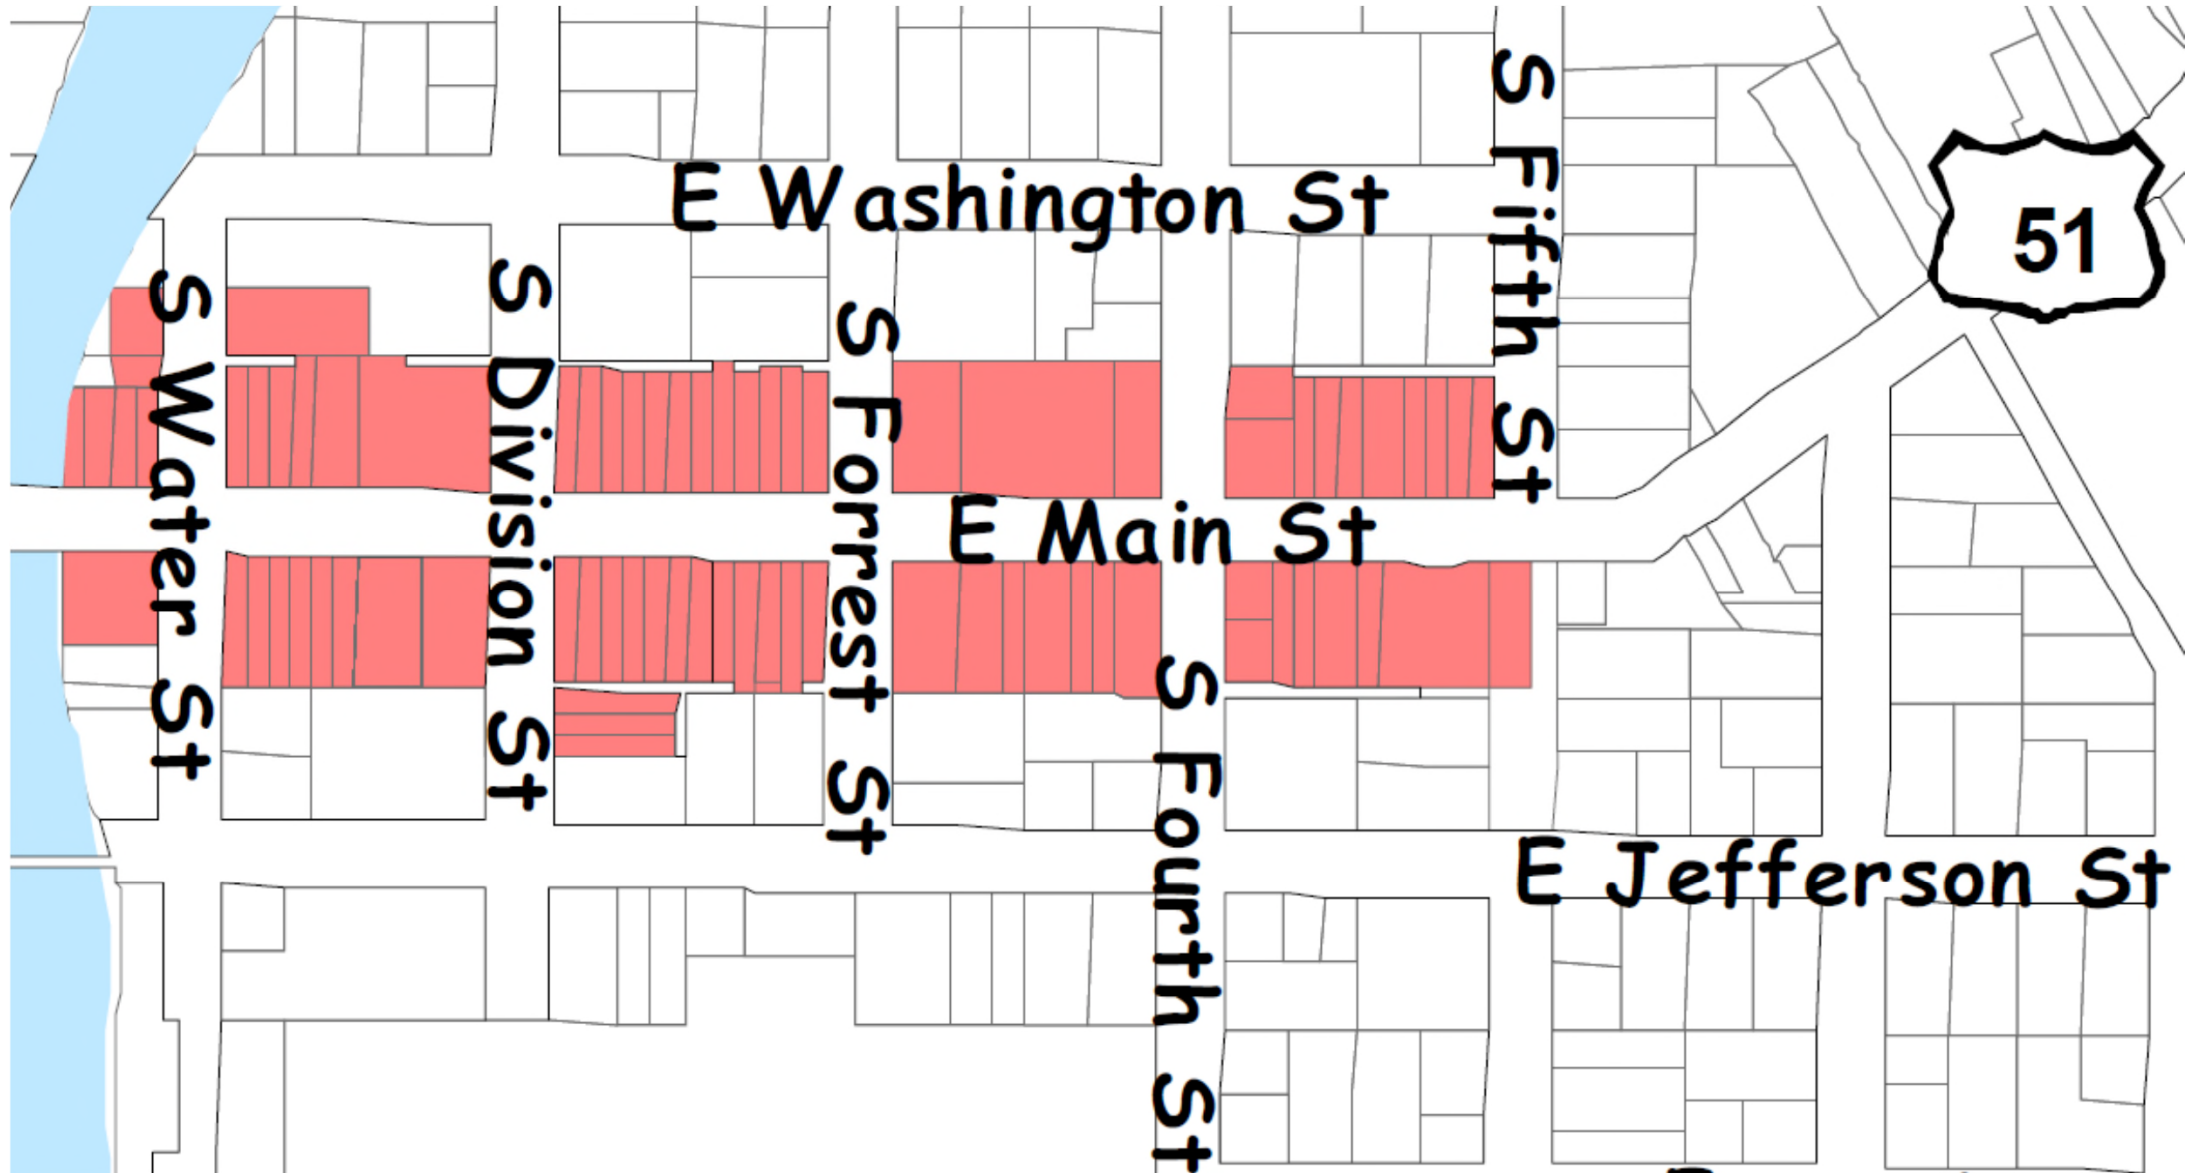 E Washington St
S Fifth St
51
S Water St
S Division St
S Forrest St
E Main St
S Fourth St
E Jefferson St